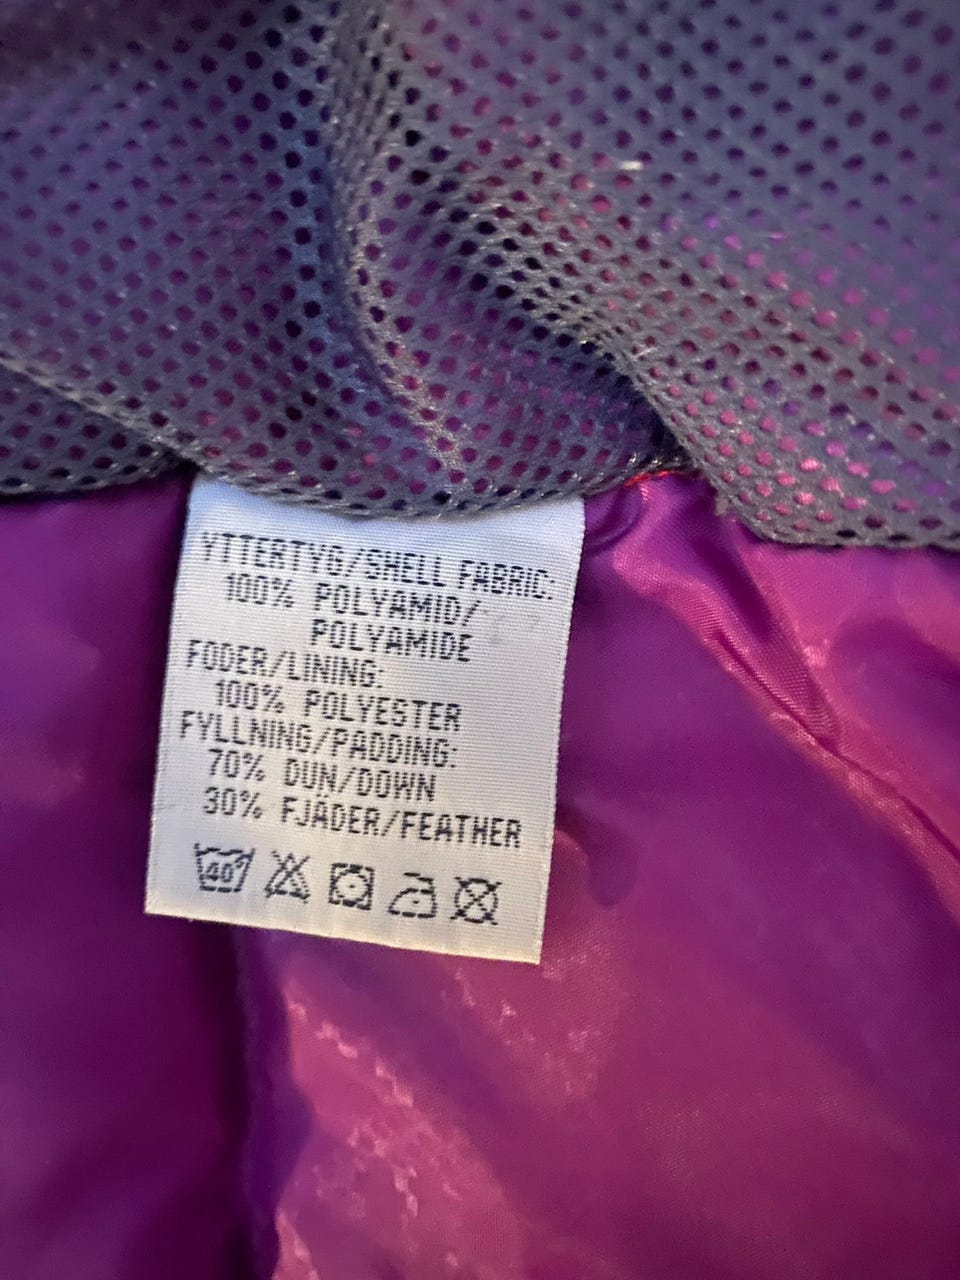 YTTERTYG/SHELL FABRIC:
100% POLYAMID/
POLYAMIDE
FODER/LINING:
100% POLYESTER
FYLLNING/PADDING:
70% DUN/DOWN
30% FJÄDER/FEATHER
40